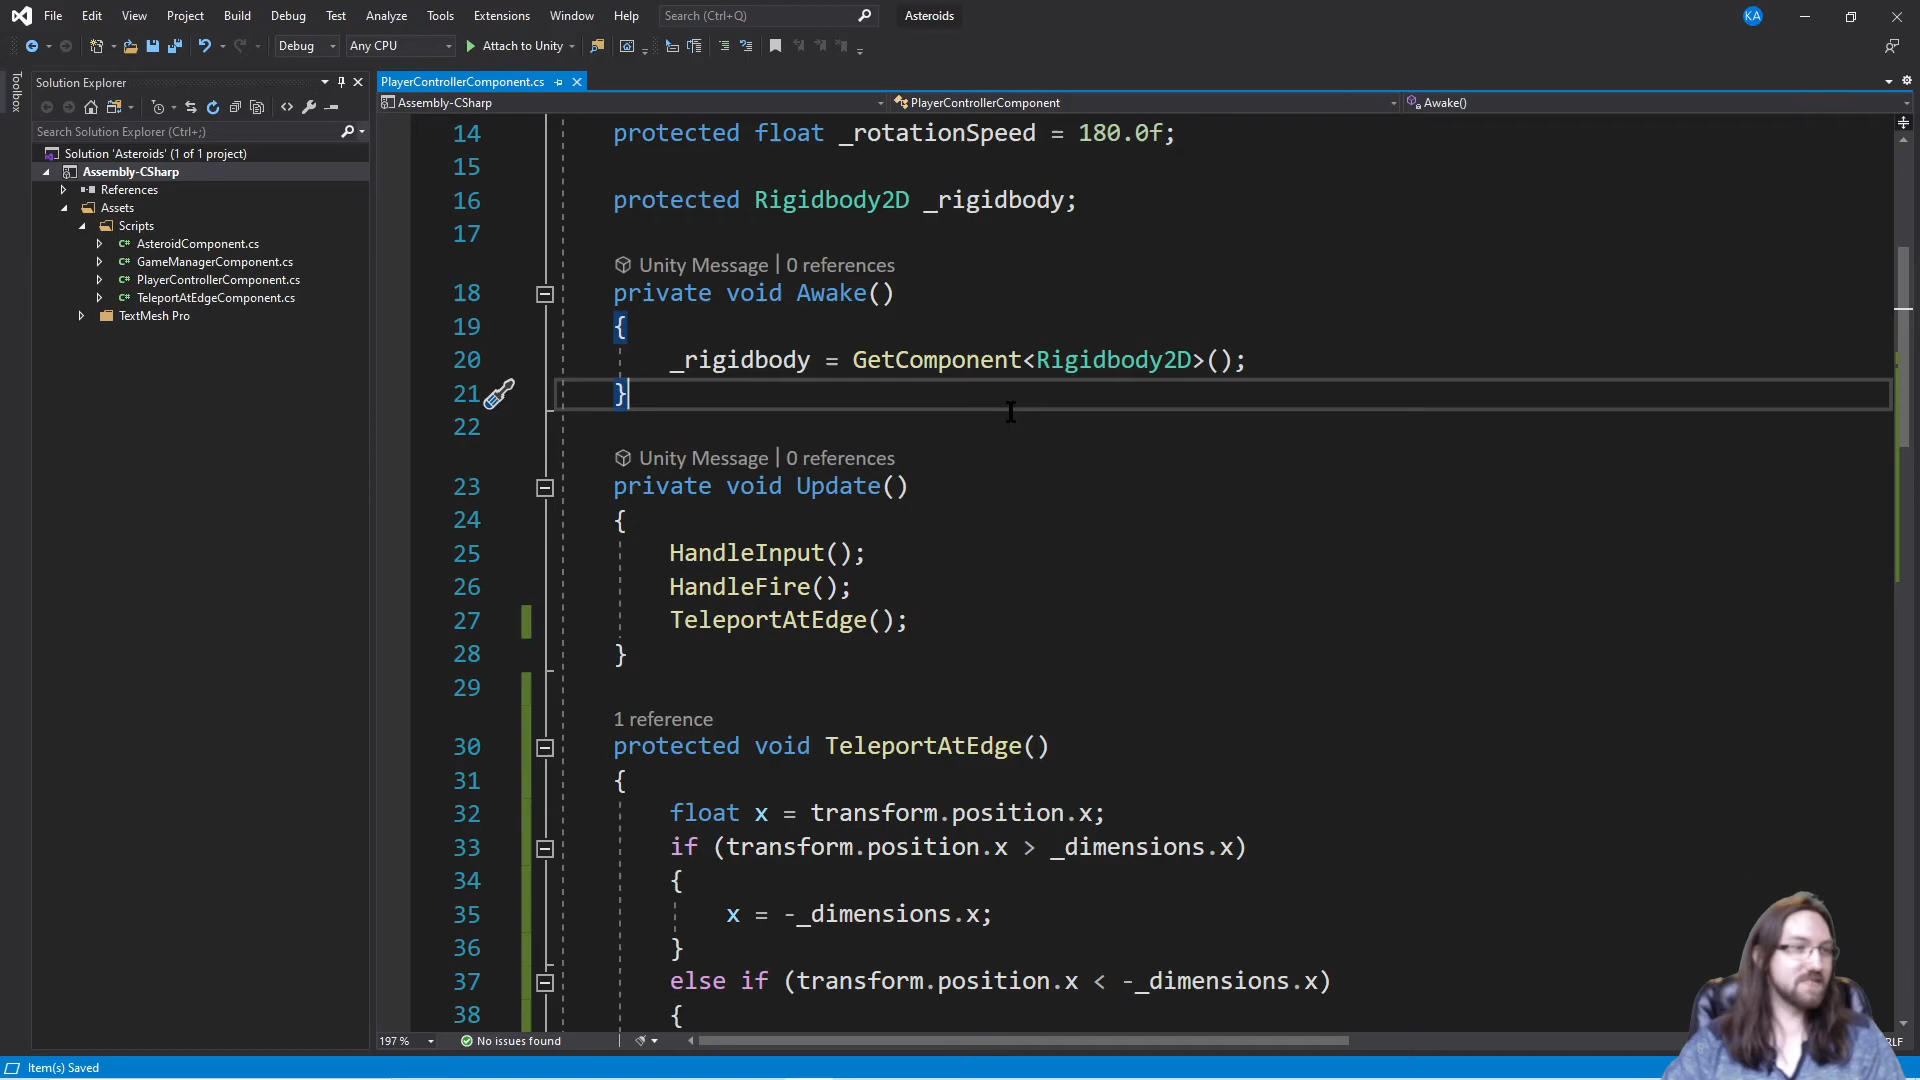 File Edit View Project Build Debug Test Analyze Tools Extensions Window Help Search (Ctrl+Q) Asteroids KA
Debug Any CPU Attach to Unity
Toolbox
Solution Explorer
Search Solution Explorer (Ctrl+;)
Solution 'Asteroids' (1 of 1 project)
Assembly-CSharp
References
Assets
Scripts
C# AsteroidComponent.cs
C# GameManagerComponent.cs
C# PlayerControllerComponent.cs
C# TeleportAtEdgeComponent.cs
TextMesh Pro
PlayerControllerComponent.cs
Assembly-CSharp PlayerControllerComponent Awake()
14 protected float _rotationSpeed = 180.0f;
15
16 protected Rigidbody2D _rigidbody;
17
Unity Message | 0 references
18 private void Awake()
19 {
20 _rigidbody = GetComponent<Rigidbody2D>();
21 }
22
Unity Message | 0 references
23 private void Update()
24 {
25 HandleInput();
26 HandleFire();
27 TeleportAtEdge();
28 }
29
1 reference
30 protected void TeleportAtEdge()
31 {
32 float x = transform.position.x;
33 if (transform.position.x > _dimensions.x)
34 {
35 x = -_dimensions.x;
36 }
37 else if (transform.position.x < -_dimensions.x)
38 {
197 % No issues found
Item(s) Saved